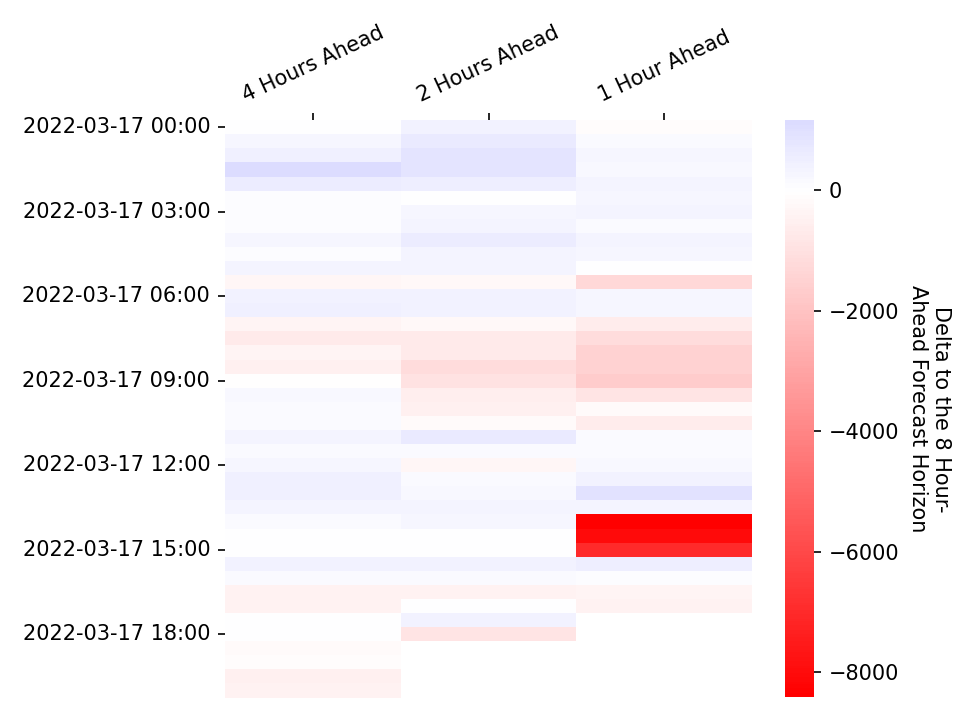 4 Hours Ahead
2 Hours Ahead
1 Hour Ahead
2022-03-17 00:00
2022-03-17 03:00
2022-03-17 06:00
2022-03-17 09:00
2022-03-17 12:00
2022-03-17 15:00
2022-03-17 18:00
0
−2000
−4000
−6000
−8000
Delta to the 8 Hour-
Ahead Forecast Horizon